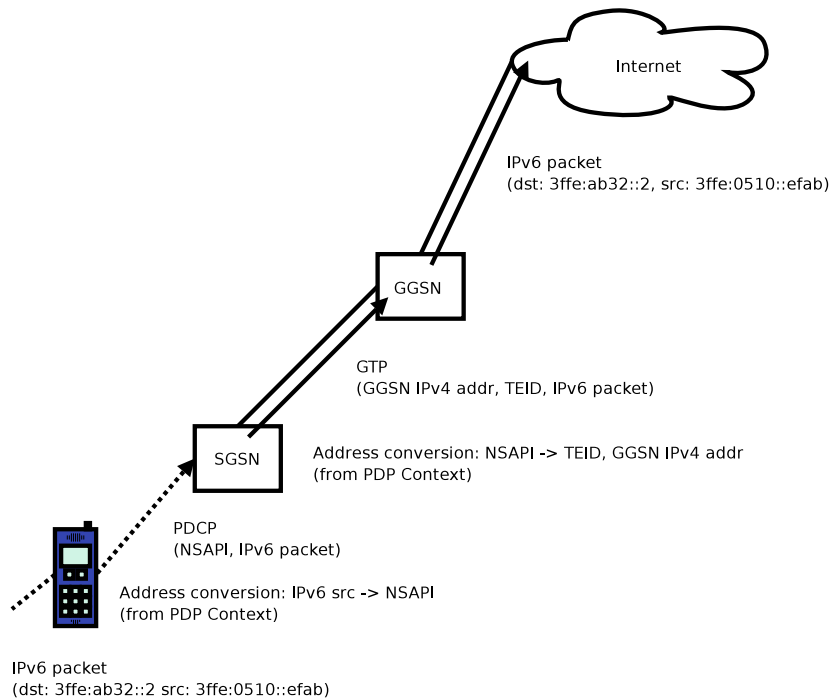 Internet
IPv6 packet
(dst: 3ffe:ab32::2, src: 3ffe:0510::efab)
GGSN
GTP
(GGSN IPv4 addr, TEID, IPv6 packet)
SGSN
Address conversion: NSAPI -> TEID, GGSN IPv4 addr
(from PDP Context)
PDCP
(NSAPI, IPv6 packet)
Address conversion: IPv6 src -> NSAPI
(from PDP Context)
IPv6 packet
(dst: 3ffe:ab32::2 src: 3ffe:0510::efab)